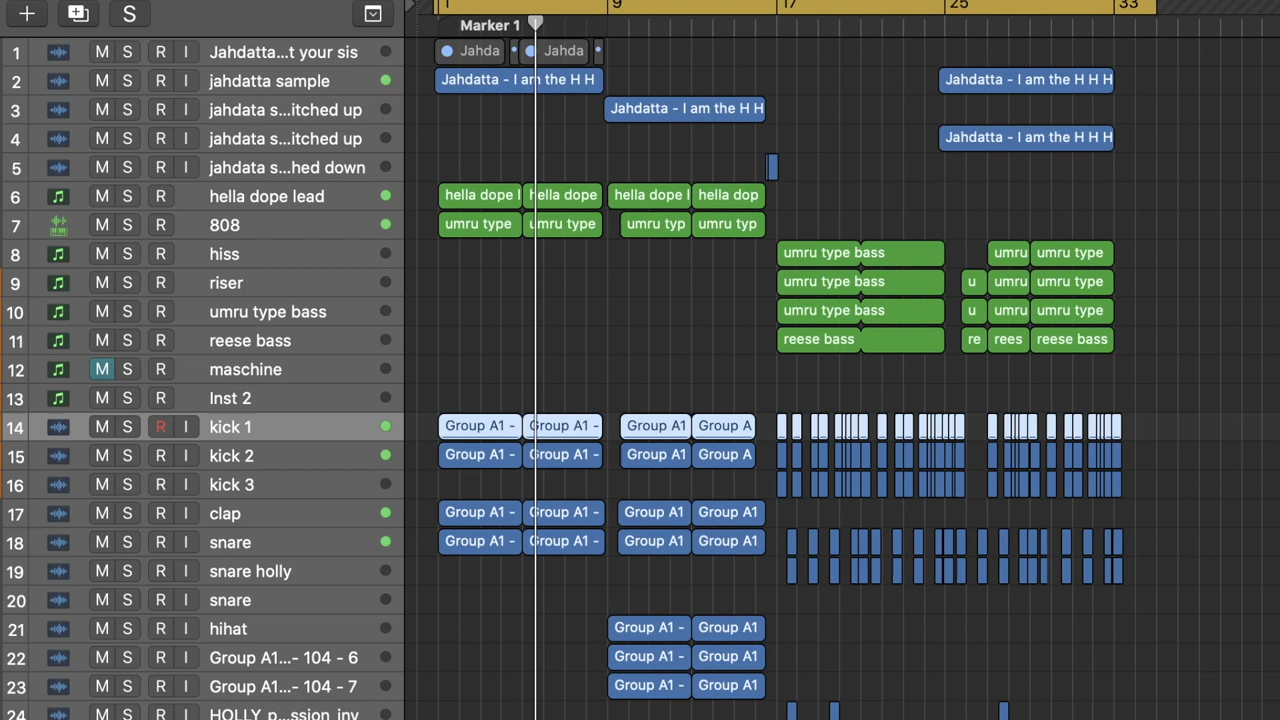 + S 1 9 17 25 33
Marker 1
1 M S R I Jahdatta...t your sis Jahda Jahda
2 M S R I jahdatta sample Jahdatta - I am the H H Jahdatta - I am the H H H
3 M S R I jahdata s...itched up Jahdatta - I am the H H
4 M S R I jahdata s...itched up Jahdatta - I am the H H H
5 M S R I jahdata s...hed down
6 M S R hella dope lead hella dope l hella dope hella dope l hella dop
7 M S R 808 umru type umru type umru typ umru typ
8 M S R hiss umru type bass umru umru type
9 M S R riser umru type bass u umru umru type
10 M S R umru type bass umru type bass u umru umru type
11 M S R reese bass reese bass re rees reese bass
12 M S R maschine
13 M S R Inst 2
14 M S R I kick 1 Group A1 - Group A1 - Group A1 Group A
15 M S R I kick 2 Group A1 - Group A1 - Group A1 Group A
16 M S R I kick 3
17 M S R I clap Group A1 - Group A1 - Group A1 Group A1
18 M S R I snare Group A1 - Group A1 - Group A1 Group A1
19 M S R I snare holly
20 M S R I snare
21 M S R I hihat Group A1 - Group A1
22 M S R I Group A1...- 104 - 6 Group A1 - Group A1
23 M S R I Group A1...- 104 - 7 Group A1 - Group A1
24 M S R I HOLLY p...ssion inv